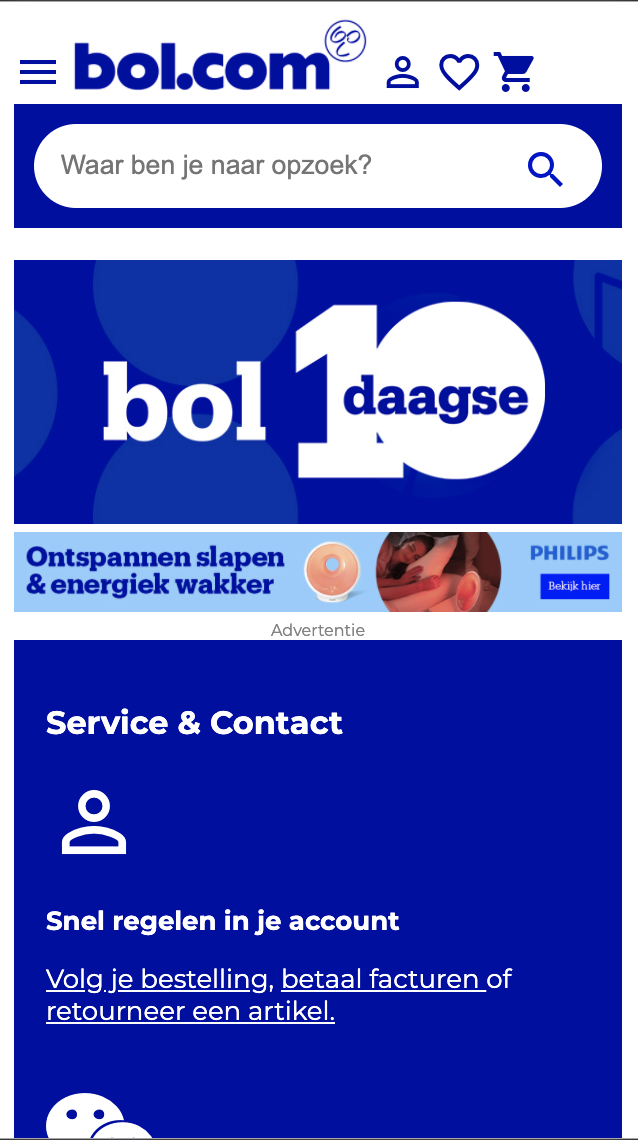 bol.com
Waar ben je naar opzoek?
bol 10 daagse
Ontspannen slapen
& energiek wakker
PHILIPS
Bekijk hier
Advertentie
Service & Contact
Snel regelen in je account
Volg je bestelling, betaal facturen of
retourneer een artikel.